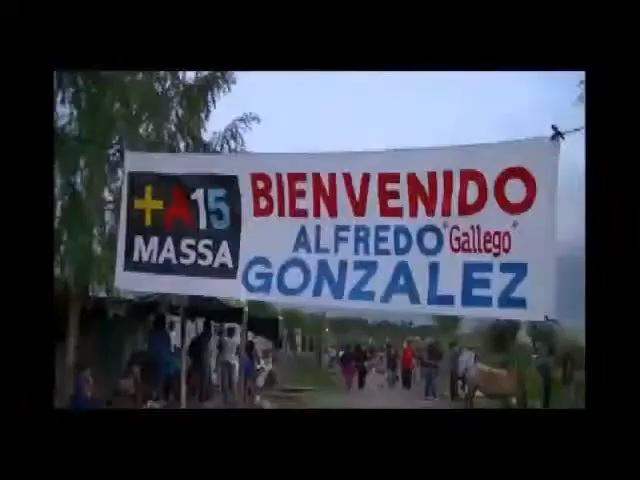 +A15
MASSA
BIENVENIDO
ALFREDO "Gallego"
GONZALEZ